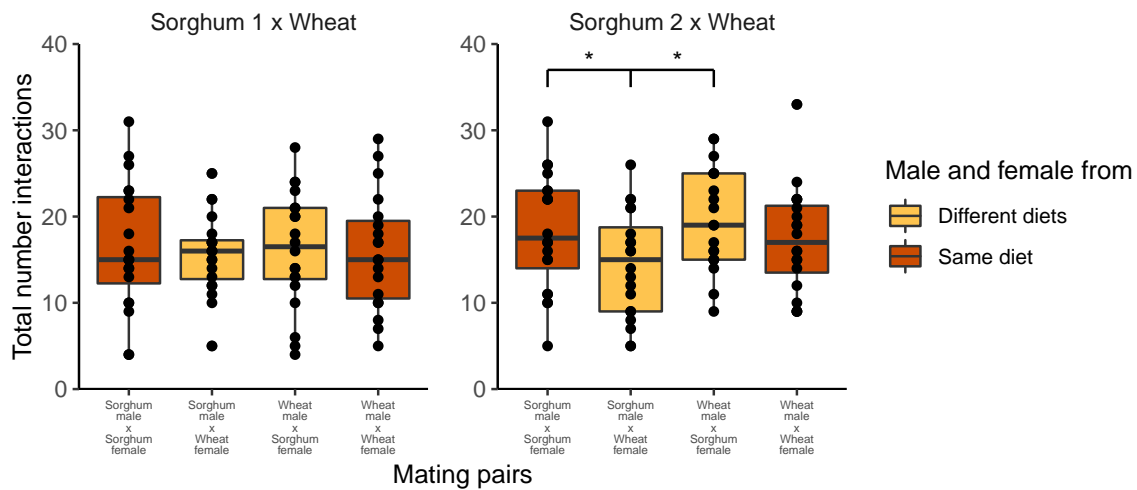 Sorghum 1 x Wheat
Sorghum 2 x Wheat
Total number interactions
40
30
20
10
0
40
30
20
10
0
*
*
Sorghum
male
x
Sorghum
female
Sorghum
male
x
Wheat
female
Wheat
male
x
Sorghum
female
Wheat
male
x
Wheat
female
Sorghum
male
x
Sorghum
female
Sorghum
male
x
Wheat
female
Wheat
male
x
Sorghum
female
Wheat
male
x
Wheat
female
Mating pairs
Male and female from
Different diets
Same diet